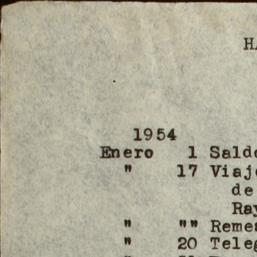 HA
1954
Enero 1 Saldo
" 17 Viaje
de
Ray
" "" Remes
" 20 Teleg